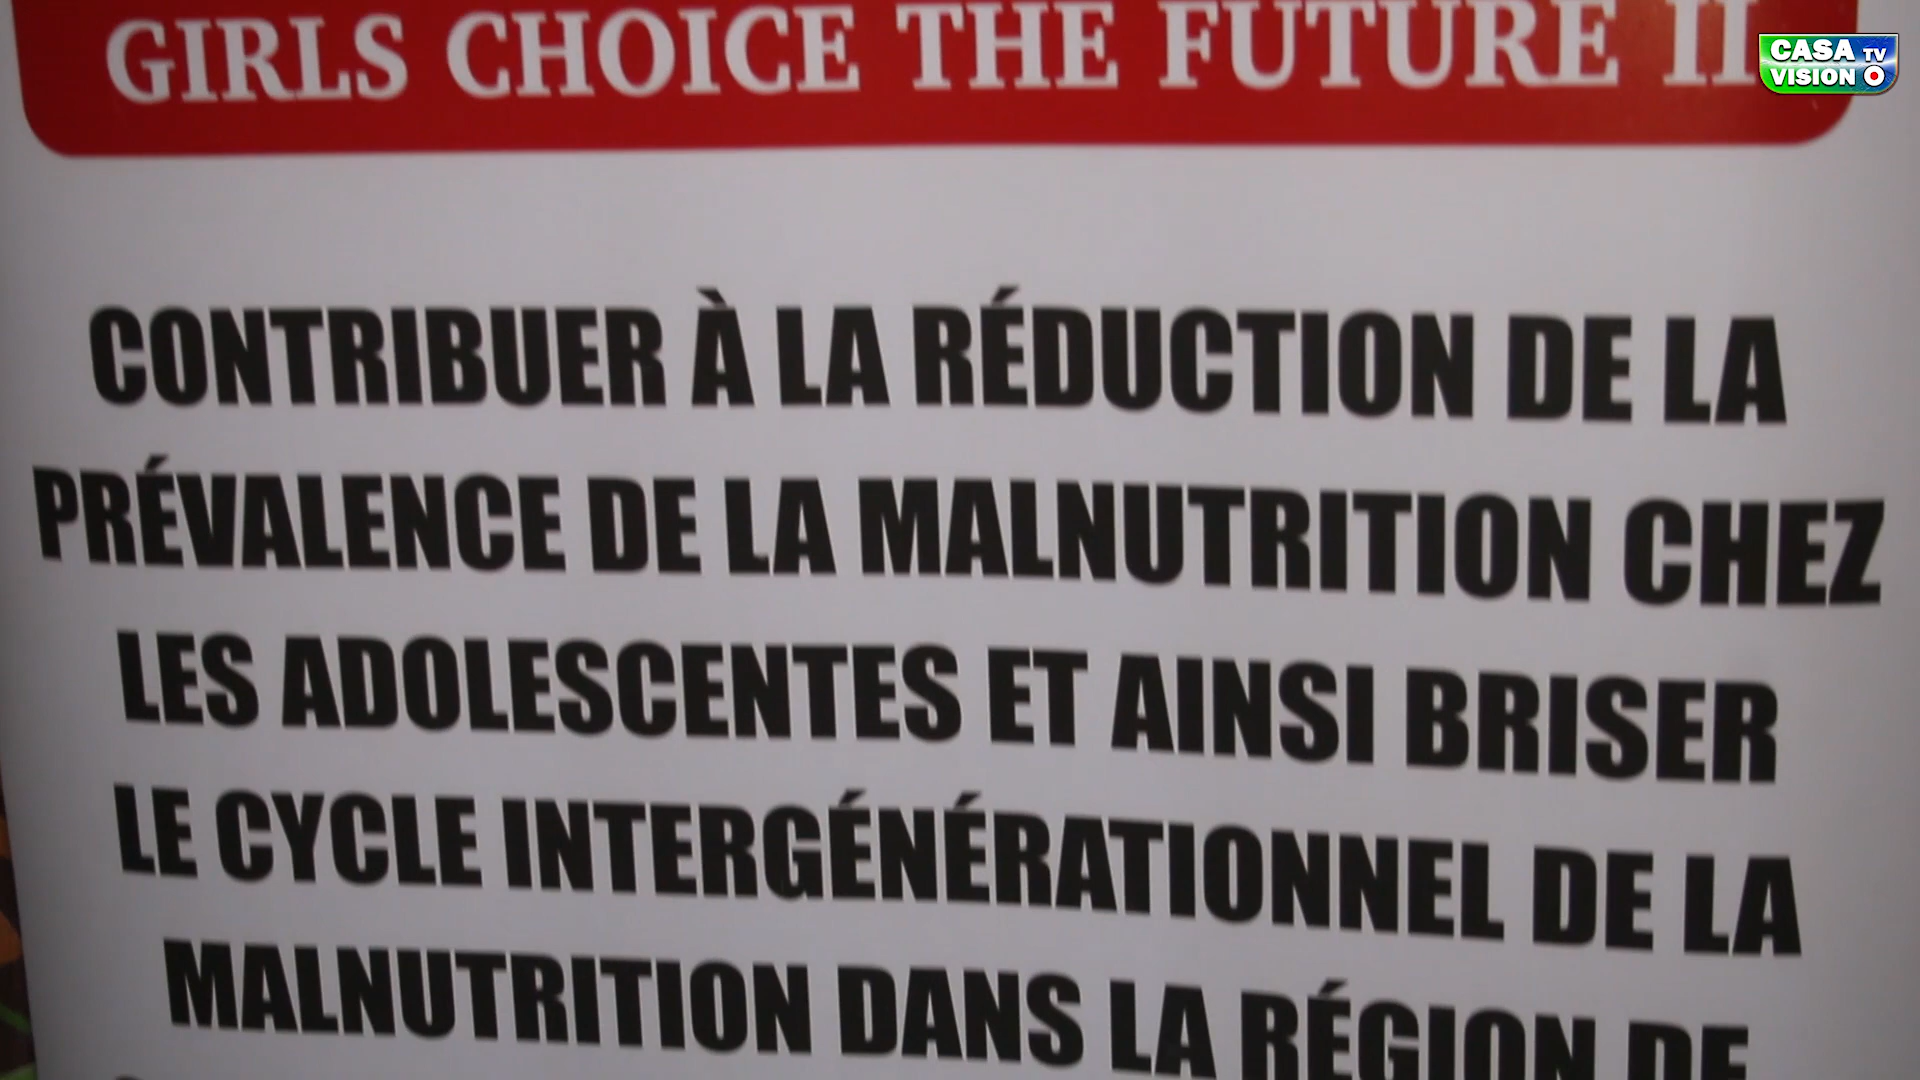 GIRLS CHOICE THE FUTURE II
CASA TV
VISION
CONTRIBUER À LA RÉDUCTION DE LA
PRÉVALENCE DE LA MALNUTRITION CHEZ
LES ADOLESCENTES ET AINSI BRISER
LE CYCLE INTERGÉNÉRATIONNEL DE LA
MALNUTRITION DANS LA RÉGION DE